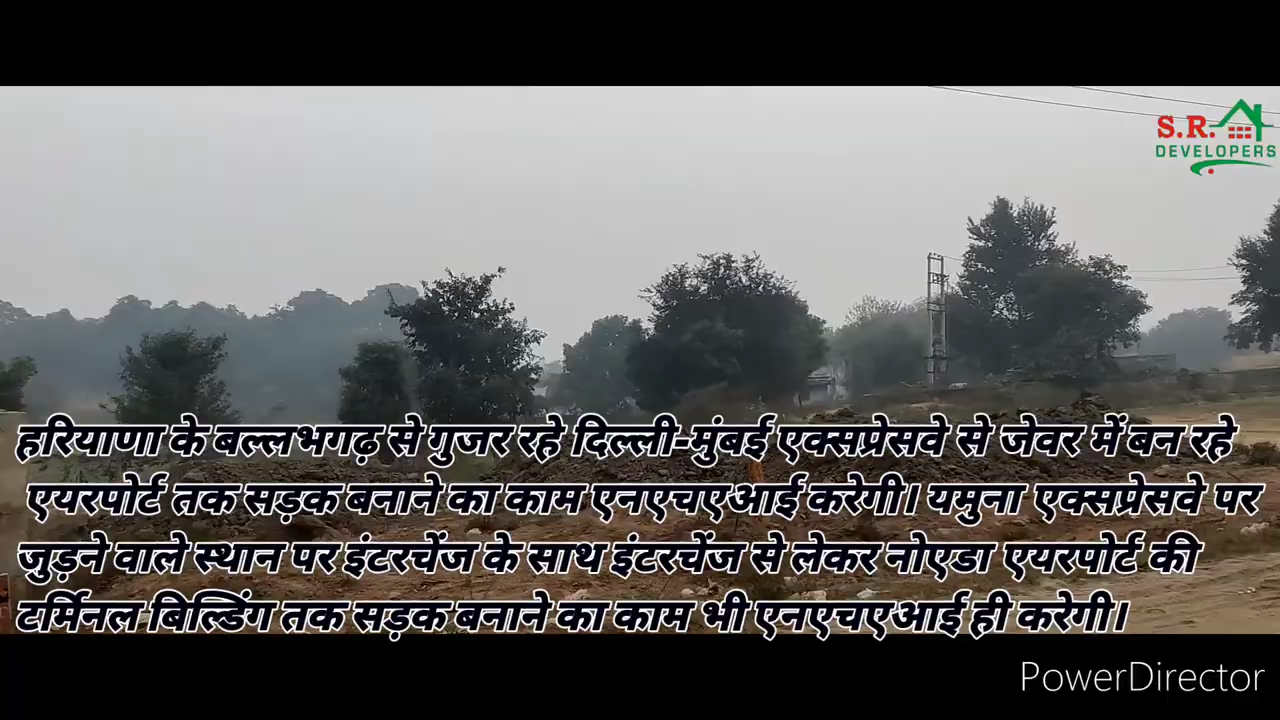 S.R.
DEVELOPERS
हरियाणा के बल्लभगढ़ से गुजर रहे दिल्ली-मुंबई एक्सप्रेसवे से जेवर में बन रहे
एयरपोर्ट तक सड़क बनाने का काम एनएचएआई करेगी। यमुना एक्सप्रेसवे पर
जुड़ने वाले स्थान पर इंटरचेंज के साथ इंटरचेंज से लेकर नोएडा एयरपोर्ट की
टर्मिनल बिल्डिंग तक सड़क बनाने का काम भी एनएचएआई ही करेगी।
PowerDirector